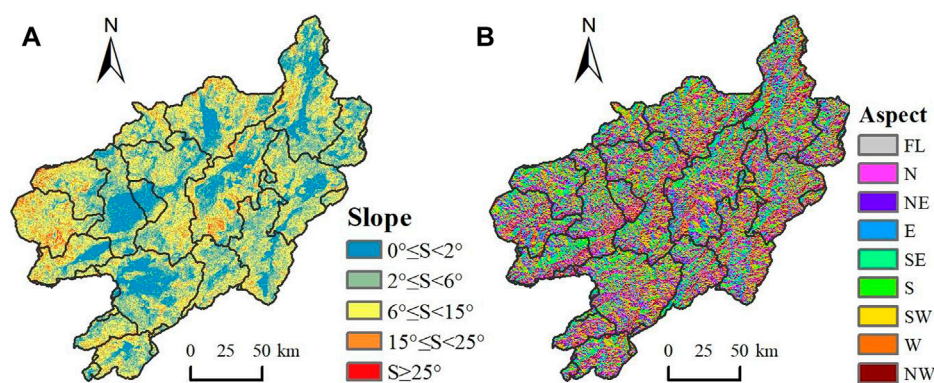 A
N
Slope
0°≤S<2°
2°≤S<6°
6°≤S<15°
15°≤S<25°
S≥25°
0 25 50 km
B
N
Aspect
FL
N
NE
E
SE
S
SW
W
NW
0 25 50 km